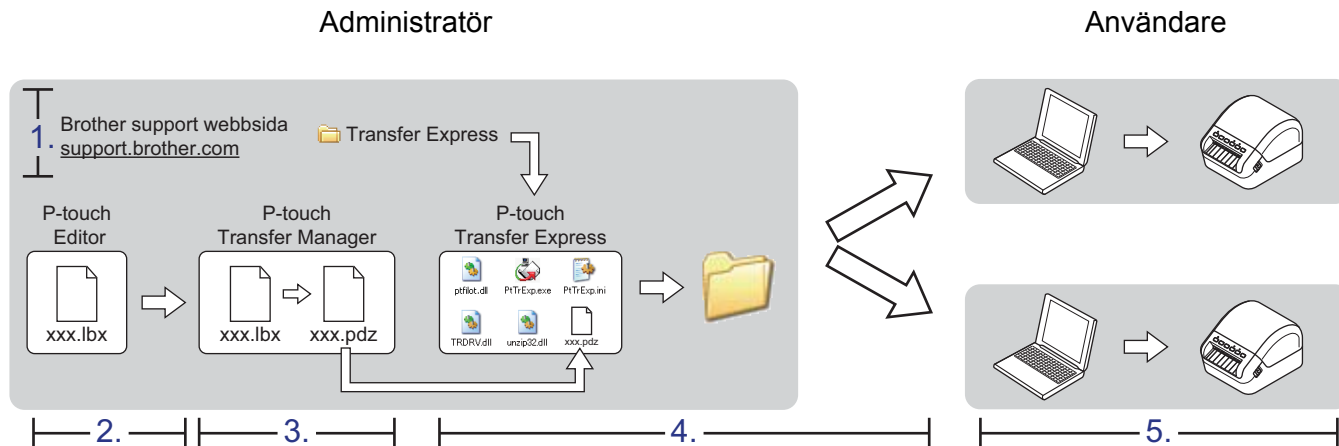 Administratör
Användare
1.
Brother support webbsida
support.brother.com
Transfer Express
P-touch
Editor
xxx.lbx
P-touch
Transfer Manager
xxx.lbx
xxx.pdz
P-touch
Transfer Express
ptfilot.dll
PtTrExp.exe
PtTrExp.ini
TRDRV.dll
unzip32.dll
xxx.pdz
2.
3.
4.
5.